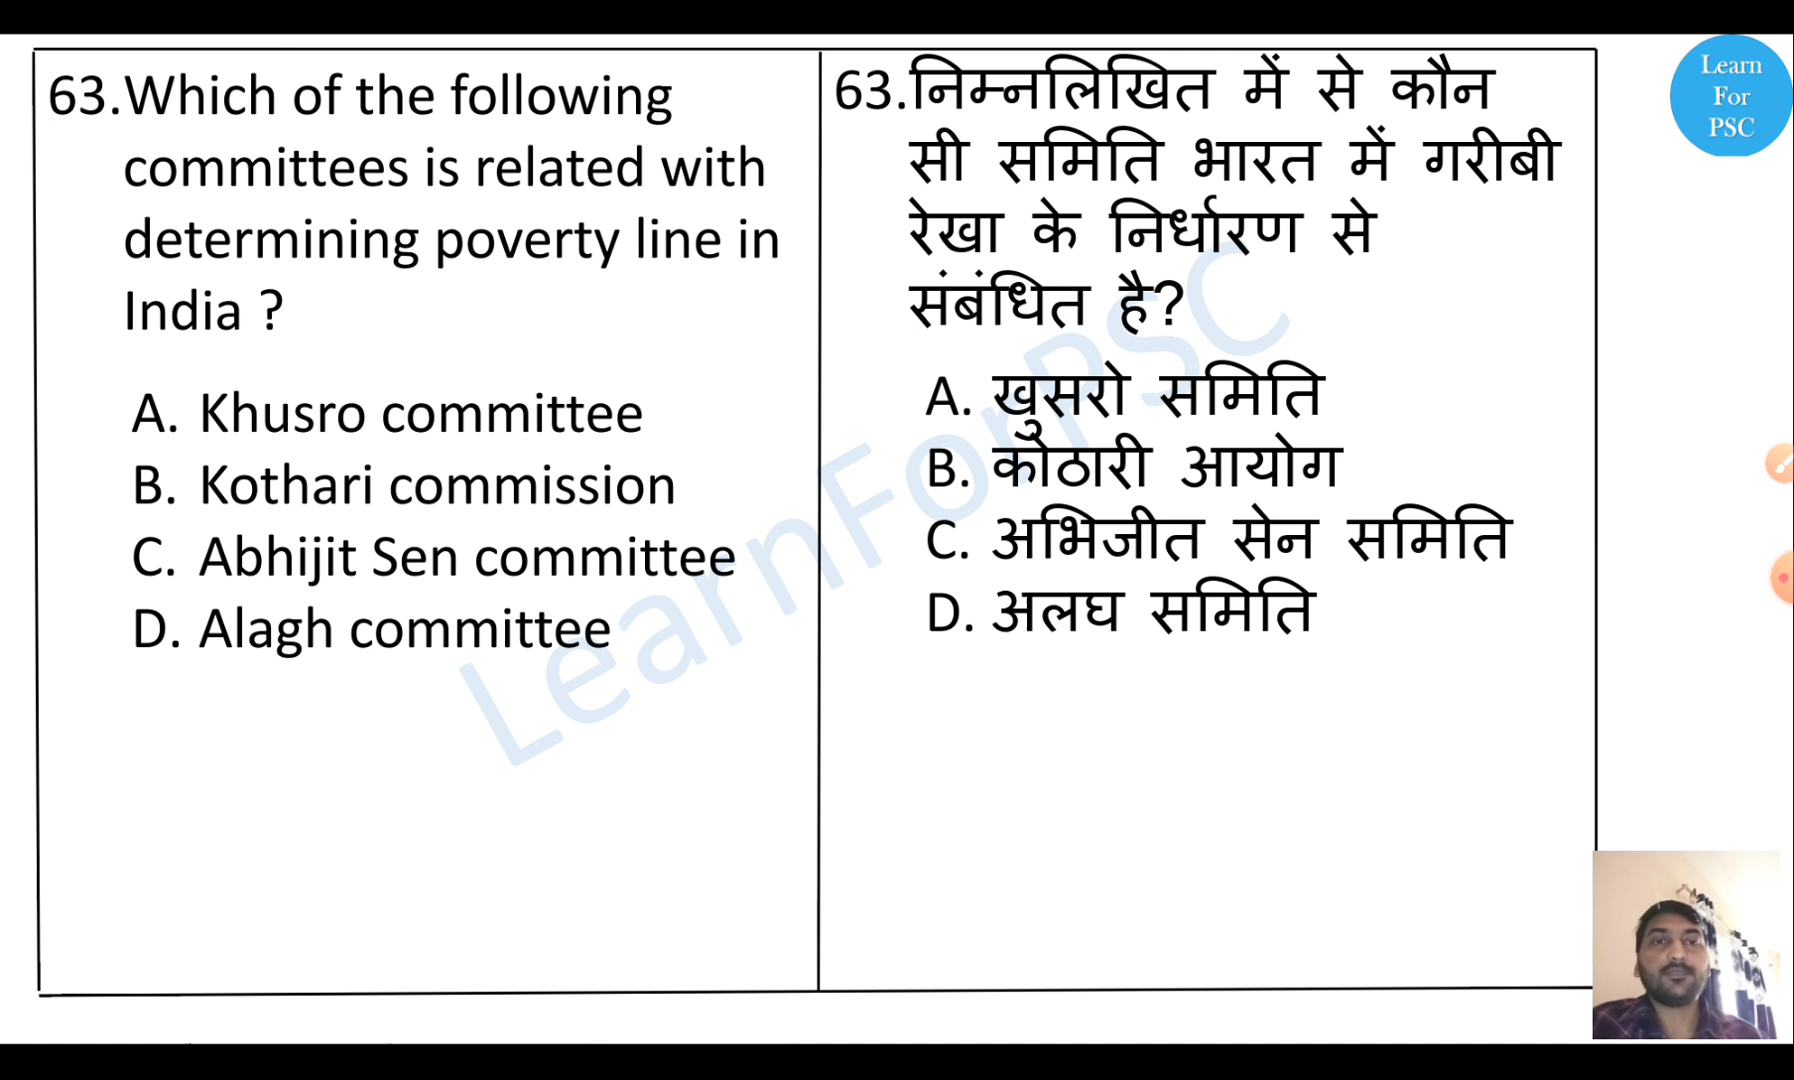 63.Which of the following
committees is related with
determining poverty line in
India ?
A. Khusro committee
B. Kothari commission
C. Abhijit Sen committee
D. Alagh committee
63.निम्नलिखित में से कौन
सी समिति भारत में गरीबी
रेखा के निर्धारण से
संबंधित है?
A. खुसरो समिति
B. कोठारी आयोग
C. अभिजीत सेन समिति
D. अलघ समिति
Learn
For
PSC
LearnForPSC